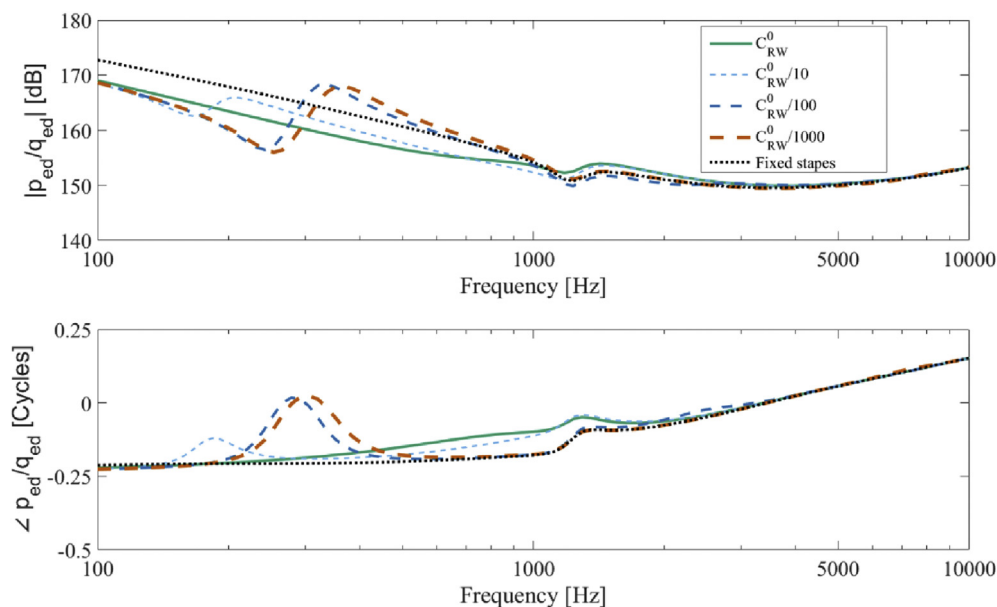 |p_ed/q_ed| [dB]
180
170
160
150
140
100
1000
5000
10000
Frequency [Hz]
C⁰_RW
C⁰_RW/10
C⁰_RW/100
C⁰_RW/1000
Fixed stapes
∠ p_ed/q_ed [Cycles]
0.25
0
-0.25
-0.5
100
1000
5000
10000
Frequency [Hz]